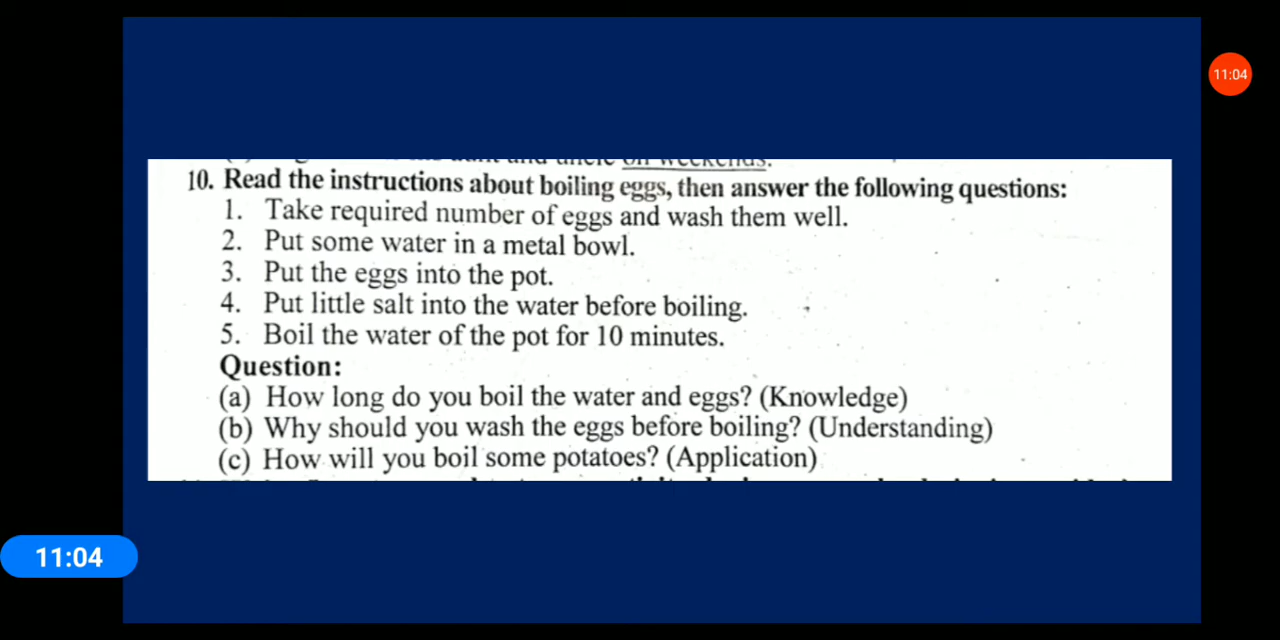 11:04
on weekends.
10. Read the instructions about boiling eggs, then answer the following questions:
1. Take required number of eggs and wash them well.
2. Put some water in a metal bowl.
3. Put the eggs into the pot.
4. Put little salt into the water before boiling.
5. Boil the water of the pot for 10 minutes.
Question:
(a) How long do you boil the water and eggs? (Knowledge)
(b) Why should you wash the eggs before boiling? (Understanding)
(c) How will you boil some potatoes? (Application)
11:04